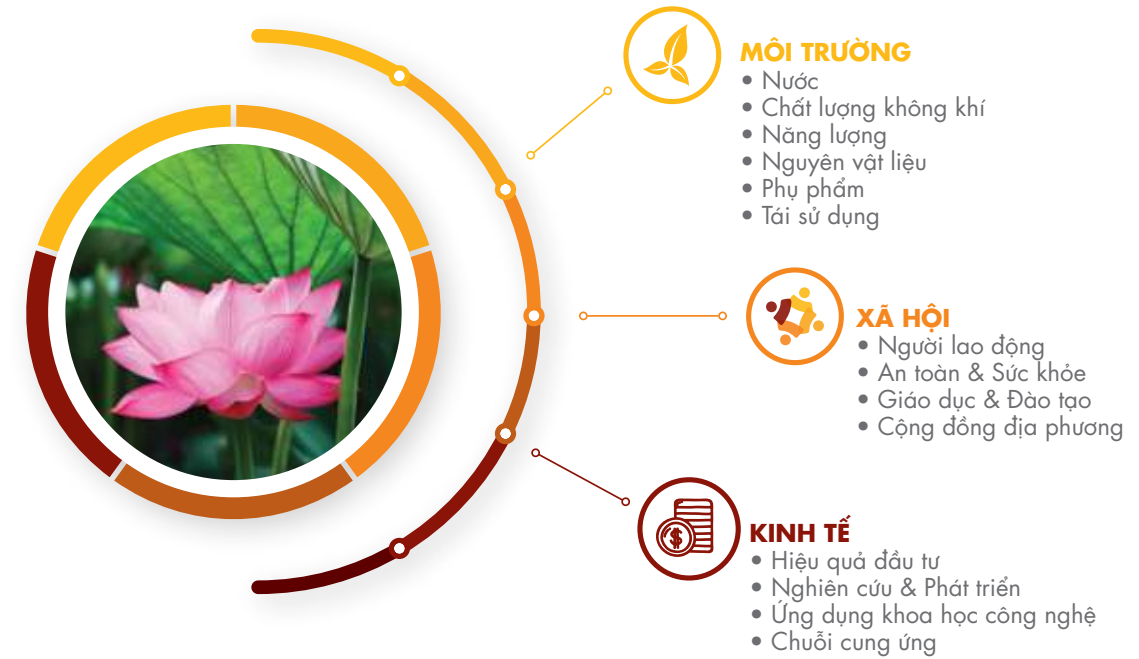 MÔI TRƯỜNG
• Nước
• Chất lượng không khí
• Năng lượng
• Nguyên vật liệu
• Phụ phẩm
• Tái sử dụng
XÃ HỘI
• Người lao động
• An toàn & Sức khỏe
• Giáo dục & Đào tạo
• Cộng đồng địa phương
$
KINH TẾ
• Hiệu quả đầu tư
• Nghiên cứu & Phát triển
• Ứng dụng khoa học công nghệ
• Chuỗi cung ứng